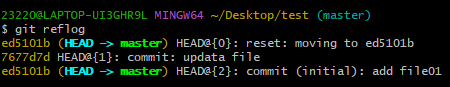 23220@LAPTOP-UI3GHR9L MINGW64 ~/Desktop/test (master)
$ git reflog
ed5101b (HEAD -> master) HEAD@{0}: reset: moving to ed5101b
7677d7d HEAD@{1}: commit: updata file
ed5101b (HEAD -> master) HEAD@{2}: commit (initial): add file01